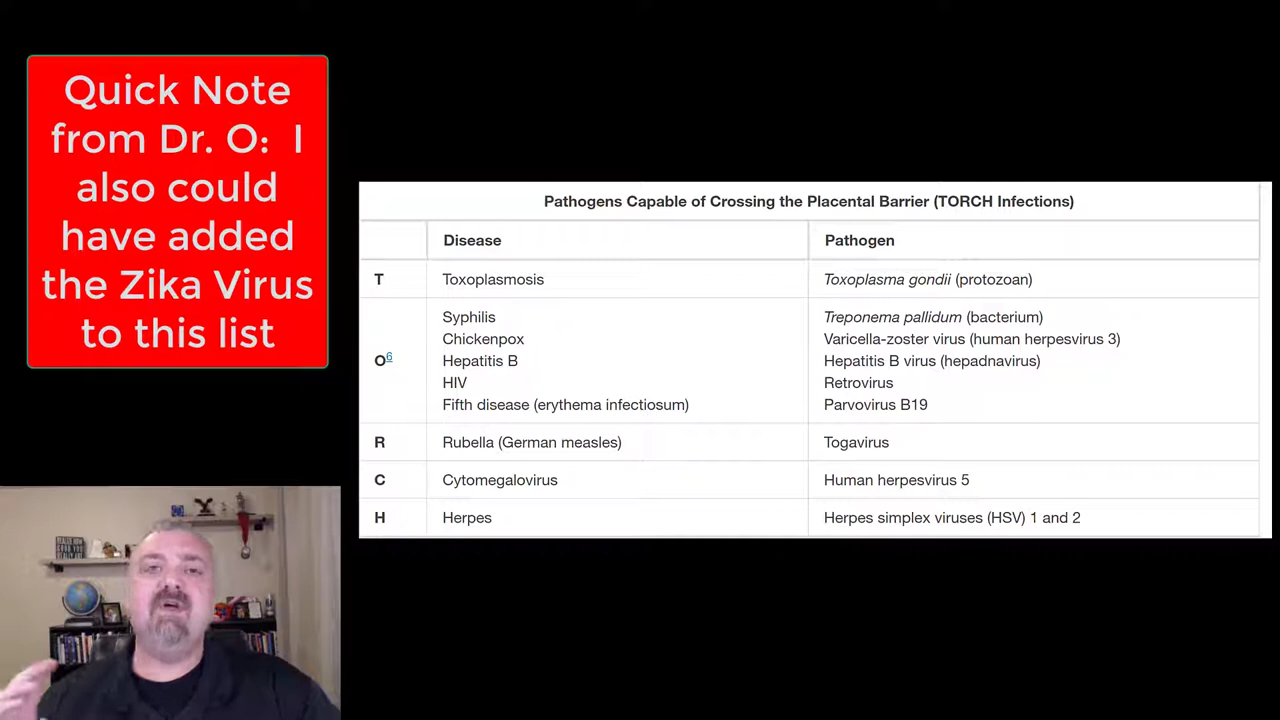 Quick Note
from Dr. O:  I
also could
have added
the Zika Virus
to this list
Pathogens Capable of Crossing the Placental Barrier (TORCH Infections)
Disease Pathogen
T Toxoplasmosis Toxoplasma gondii (protozoan)
Syphilis Treponema pallidum (bacterium)
Chickenpox Varicella-zoster virus (human herpesvirus 3)
O6 Hepatitis B Hepatitis B virus (hepadnavirus)
HIV Retrovirus
Fifth disease (erythema infectiosum) Parvovirus B19
R Rubella (German measles) Togavirus
C Cytomegalovirus Human herpesvirus 5
H Herpes Herpes simplex viruses (HSV) 1 and 2